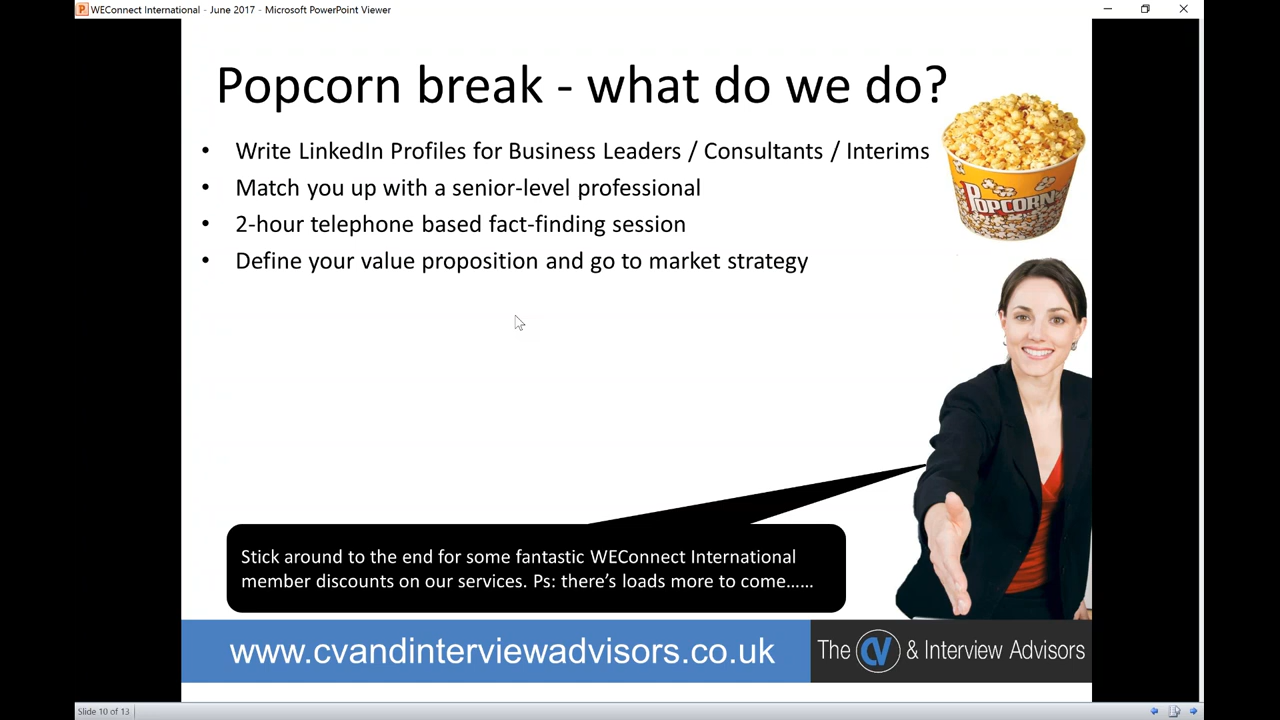 WEConnect International - June 2017 - Microsoft PowerPoint Viewer
Popcorn break - what do we do?
• Write LinkedIn Profiles for Business Leaders / Consultants / Interims
• Match you up with a senior-level professional
• 2-hour telephone based fact-finding session
• Define your value proposition and go to market strategy
POPCORN
Stick around to the end for some fantastic WEConnect International
member discounts on our services. Ps: there’s loads more to come……
www.cvandinterviewadvisors.co.uk
The CV & Interview Advisors
Slide 10 of 13